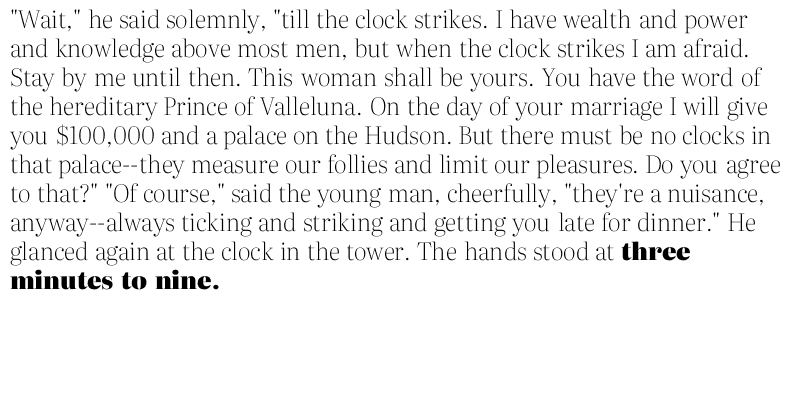 "Wait," he said solemnly, "till the clock strikes. I have wealth and power
and knowledge above most men, but when the clock strikes I am afraid.
Stay by me until then. This woman shall be yours. You have the word of
the hereditary Prince of Valleluna. On the day of your marriage I will give
you $100,000 and a palace on the Hudson. But there must be no clocks in
that palace--they measure our follies and limit our pleasures. Do you agree
to that?" "Of course," said the young man, cheerfully, "they're a nuisance,
anyway--always ticking and striking and getting you late for dinner." He
glanced again at the clock in the tower. The hands stood at three
minutes to nine.